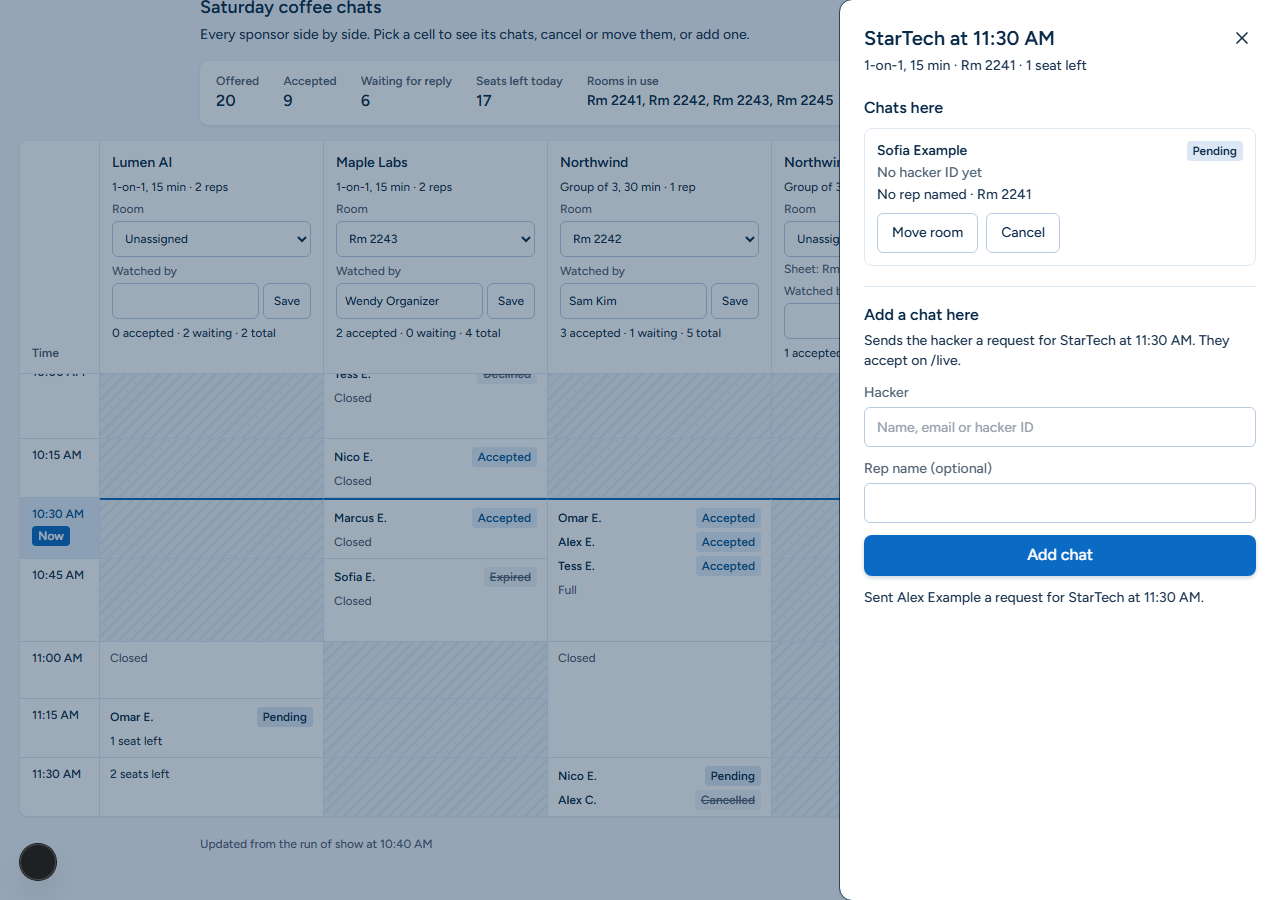 Saturday coffee chats
Every sponsor side by side. Pick a cell to see its chats, cancel or move them, or add one.
Offered
20
Accepted
9
Waiting for reply
6
Seats left today
17
Rooms in use
Rm 2241, Rm 2242, Rm 2243, Rm 2245
Time
Lumen AI
1-on-1, 15 min · 2 reps
Room
Unassigned
Watched by
Save
0 accepted · 2 waiting · 2 total
Maple Labs
1-on-1, 15 min · 2 reps
Room
Rm 2243
Watched by
Wendy Organizer
Save
2 accepted · 0 waiting · 4 total
Northwind
Group of 3, 30 min · 1 rep
Room
Rm 2242
Watched by
Sam Kim
Save
3 accepted · 1 waiting · 5 total
Northwin
Group of 3
Room
Unassig
Sheet: Rm
Watched b
1 accepted
10:00 AM
Tess E.
Declined
Closed
10:15 AM
Nico E.
Accepted
Closed
10:30 AM
Now
Marcus E.
Accepted
Closed
Omar E.
Accepted
Alex E.
Accepted
Tess E.
Accepted
Full
10:45 AM
Sofia E.
Expired
Closed
11:00 AM
Closed
Closed
11:15 AM
Omar E.
Pending
1 seat left
11:30 AM
2 seats left
Nico E.
Pending
Alex C.
Cancelled
Updated from the run of show at 10:40 AM
StarTech at 11:30 AM
1-on-1, 15 min · Rm 2241 · 1 seat left
Chats here
Sofia Example
Pending
No hacker ID yet
No rep named · Rm 2241
Move room
Cancel
Add a chat here
Sends the hacker a request for StarTech at 11:30 AM. They
accept on /live.
Hacker
Name, email or hacker ID
Rep name (optional)
Add chat
Sent Alex Example a request for StarTech at 11:30 AM.